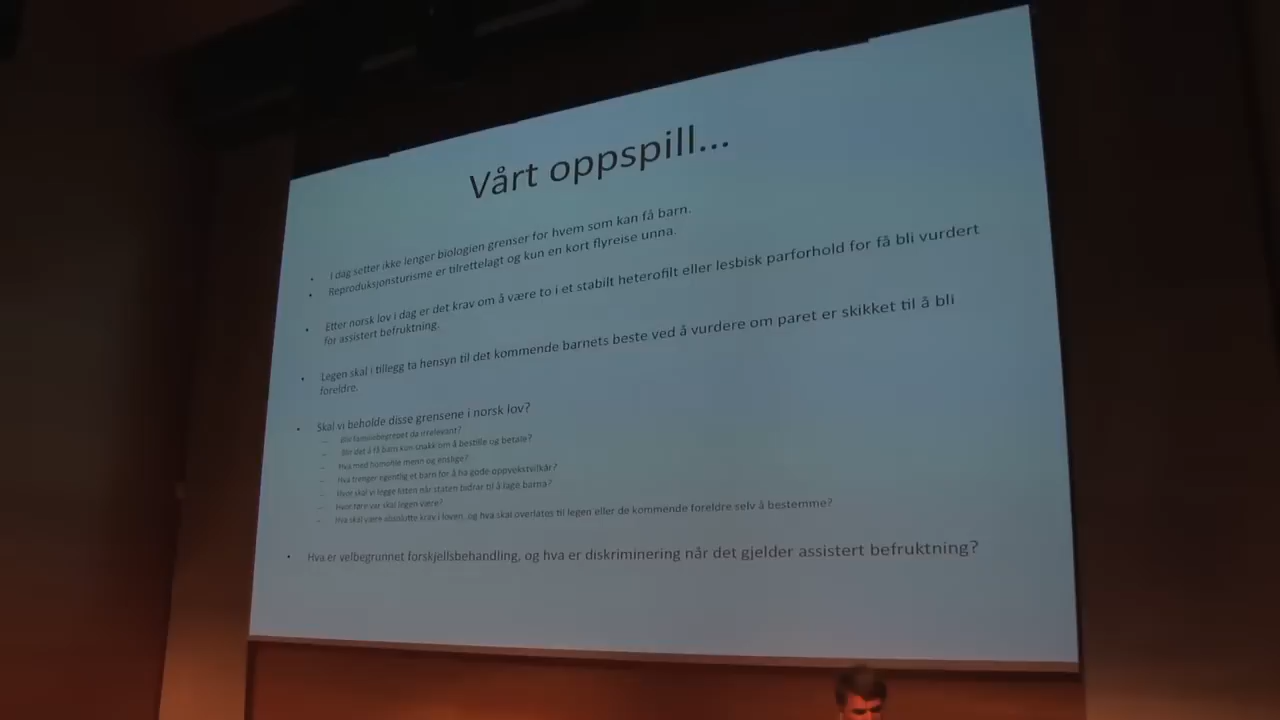 Vårt oppspill...
• I dag setter ikke lenger biologien grenser for hvem som kan få barn.
• Reproduksjonsturisme er tilrettelagt og kun en kort flyreise unna.
• Etter norsk lov i dag er det krav om å være to i et stabilt heterofilt eller lesbisk parforhold for få bli vurdert
for assistert befruktning.
• Legen skal i tillegg ta hensyn til det kommende barnets beste ved å vurdere om paret er skikket til å bli
foreldre.
• Skal vi beholde disse grensene i norsk lov?
– Blir familiebegrepet da irrelevant?
– Blir det å få barn kun snakk om å bestille og betale?
– Hva med homofile menn og enslige?
– Hva trenger egentlig et barn for å ha gode oppvekstvilkår?
– Hvor skal vi legge listen når staten bidrar til å lage barna?
– Hvor føre var skal legen være?
– Hva skal være absolutte krav i loven, og hva skal overlates til legen eller de kommende foreldre selv å bestemme?
• Hva er velbegrunnet forskjellsbehandling, og hva er diskriminering når det gjelder assistert befruktning?